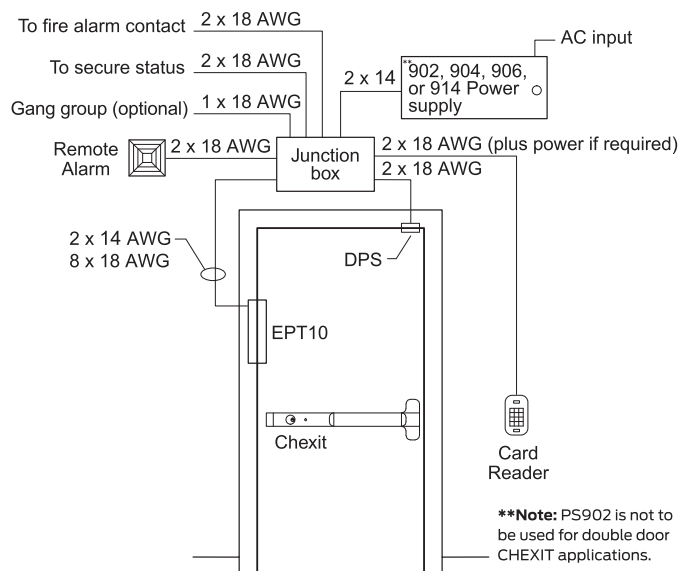 To fire alarm contact
2 x 18 AWG
To secure status
2 x 18 AWG
Gang group (optional)
1 x 18 AWG
AC input
2 x 14
**902, 904, 906,
or 914 Power
supply
Remote
Alarm
2 x 18 AWG
Junction
box
2 x 18 AWG (plus power if required)
2 x 18 AWG
2 x 14 AWG
8 x 18 AWG
DPS
EPT10
Chexit
Card
Reader
**Note: PS902 is not to
be used for double door
CHEXIT applications.